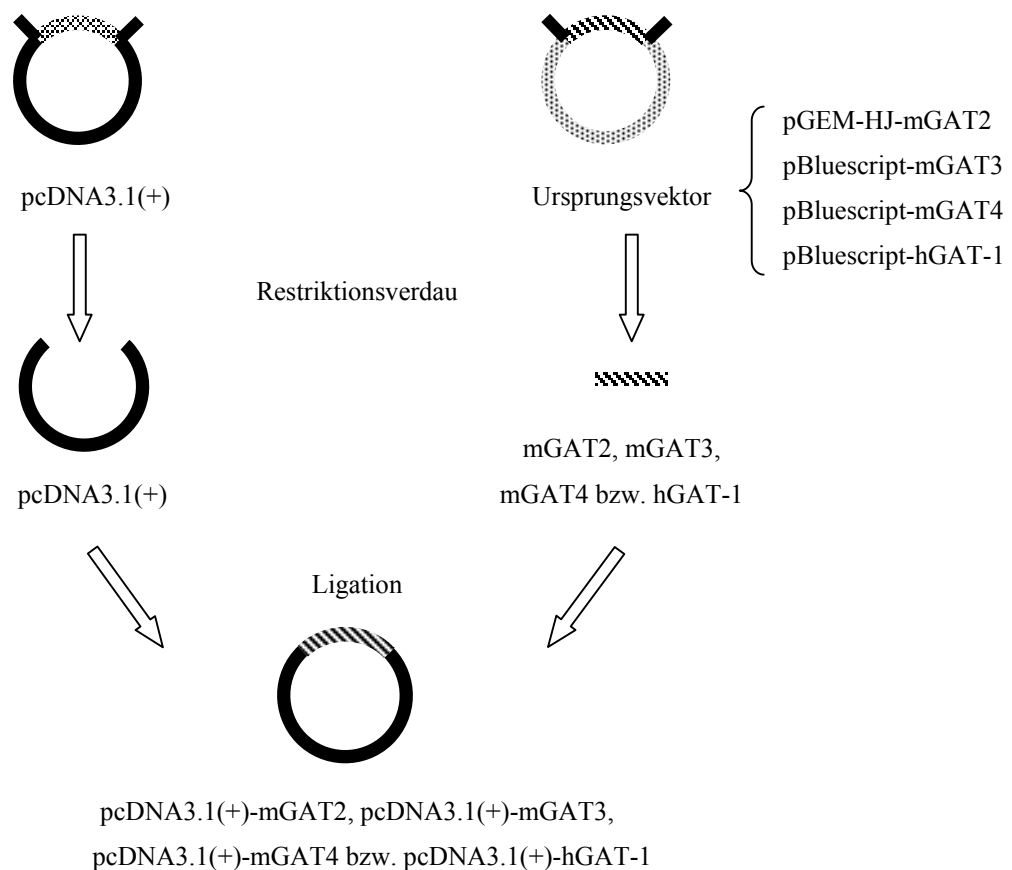 pcDNA3.1(+)
Ursprungsvektor
pGEM-HJ-mGAT2
pBluescript-mGAT3
pBluescript-mGAT4
pBluescript-hGAT-1
Restriktionsverdau
pcDNA3.1(+)
mGAT2, mGAT3,
mGAT4 bzw. hGAT-1
Ligation
pcDNA3.1(+)-mGAT2, pcDNA3.1(+)-mGAT3,
pcDNA3.1(+)-mGAT4 bzw. pcDNA3.1(+)-hGAT-1